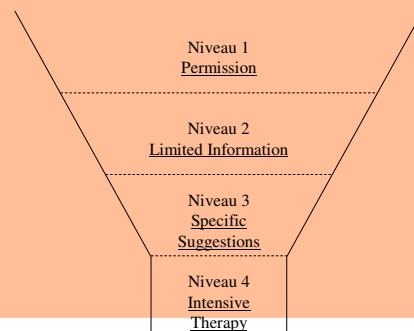 Niveau 1
Permission
Niveau 2
Limited Information
Niveau 3
Specific
Suggestions
Niveau 4
Intensive
Therapy